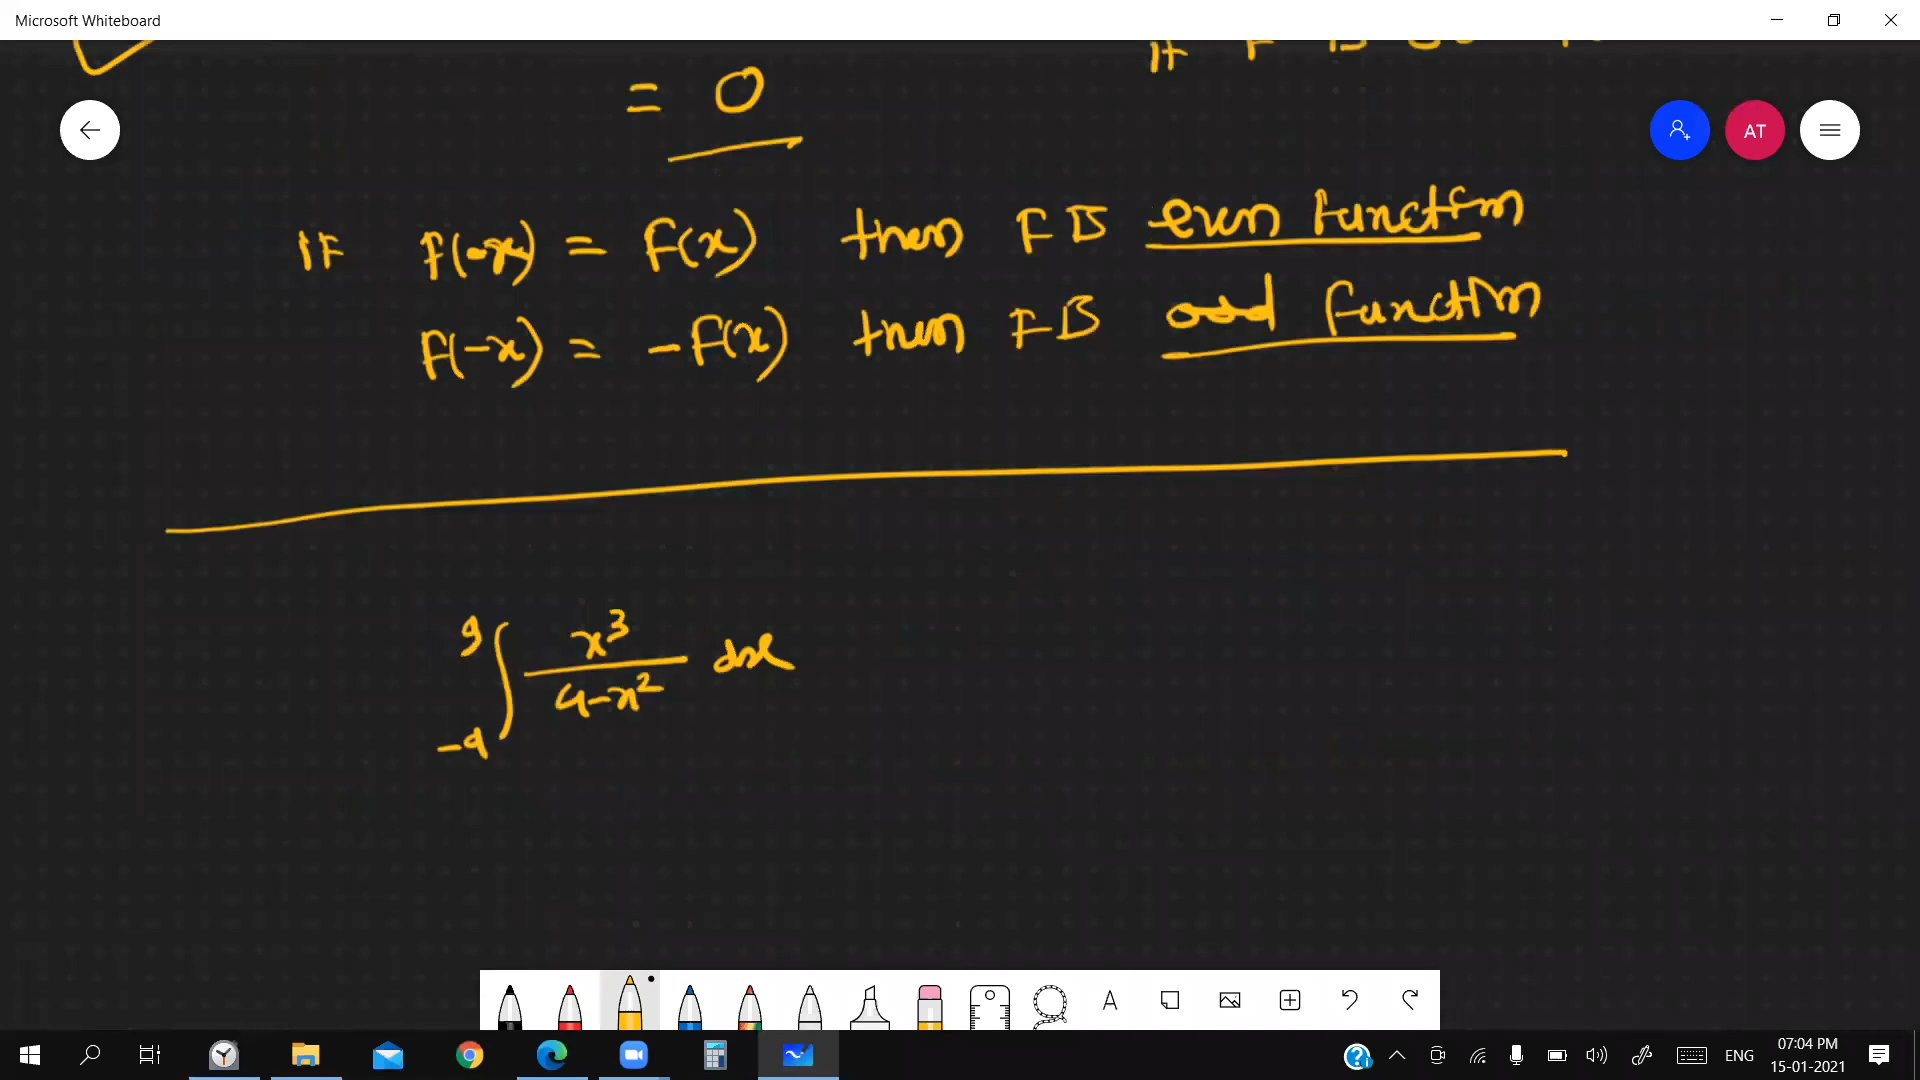 Microsoft Whiteboard
If F
= 0
AT
If f(-x) = f(x) then F is even function
f(-x) = -f(x) then F is odd function
9
∫ x³ / 4-x² dx
-9
A
ENG
07:04 PM
15-01-2021